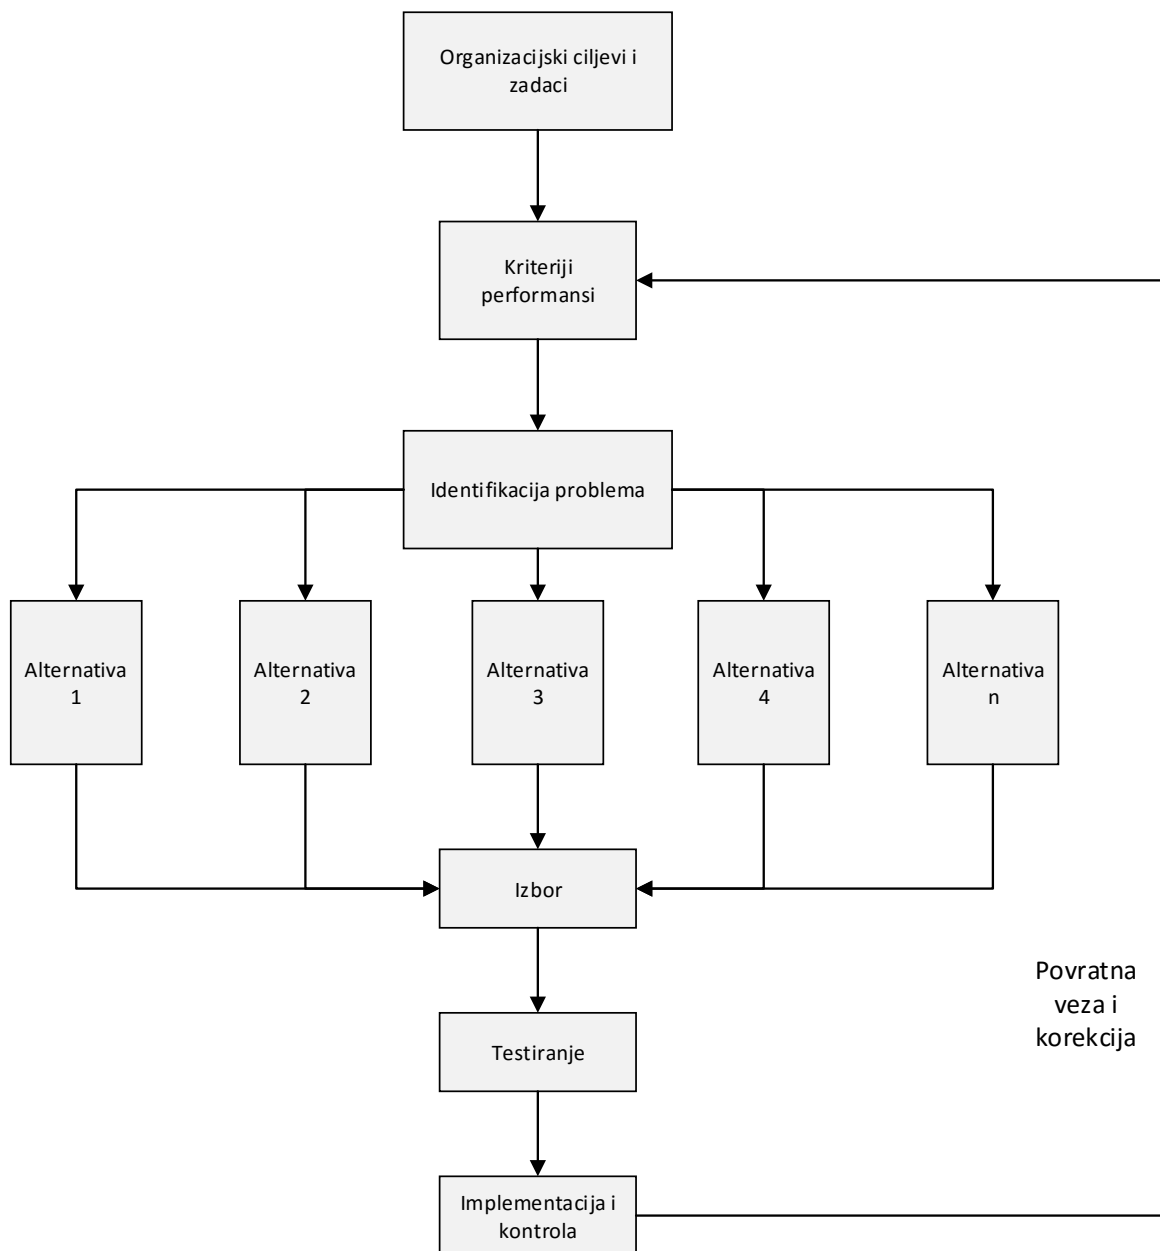 Organizacijski ciljevi i
zadaci
Kriteriji
performansi
Identifikacija problema
Alternativa
1
Alternativa
2
Alternativa
3
Alternativa
4
Alternativa
n
Izbor
Povratna
veza i
korekcija
Testiranje
Implementacija i
kontrola